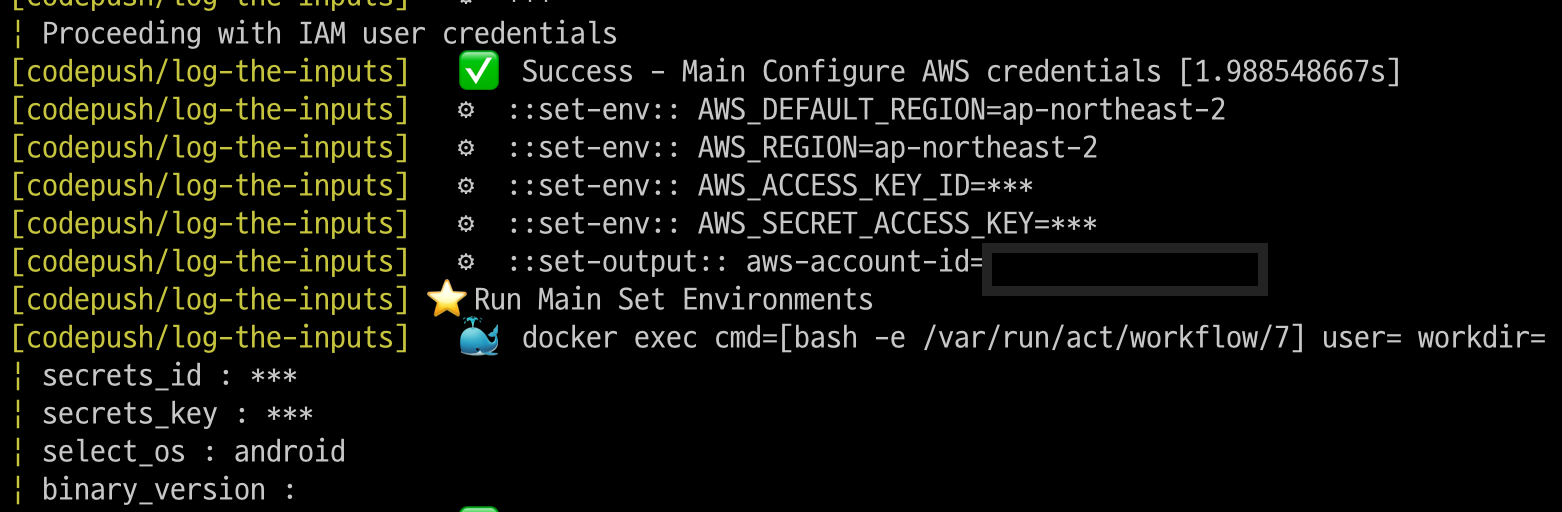 [codepush/log-the-inputs] ⚙ ***
¦ Proceeding with IAM user credentials
[codepush/log-the-inputs] ✅ Success - Main Configure AWS credentials [1.988548667s]
[codepush/log-the-inputs] ⚙ ::set-env:: AWS_DEFAULT_REGION=ap-northeast-2
[codepush/log-the-inputs] ⚙ ::set-env:: AWS_REGION=ap-northeast-2
[codepush/log-the-inputs] ⚙ ::set-env:: AWS_ACCESS_KEY_ID=***
[codepush/log-the-inputs] ⚙ ::set-env:: AWS_SECRET_ACCESS_KEY=***
[codepush/log-the-inputs] ⚙ ::set-output:: aws-account-id=
[codepush/log-the-inputs] ⭐ Run Main Set Environments
[codepush/log-the-inputs] 🐳 docker exec cmd=[bash -e /var/run/act/workflow/7] user= workdir=
¦ secrets_id : ***
¦ secrets_key : ***
¦ select_os : android
¦ binary_version :